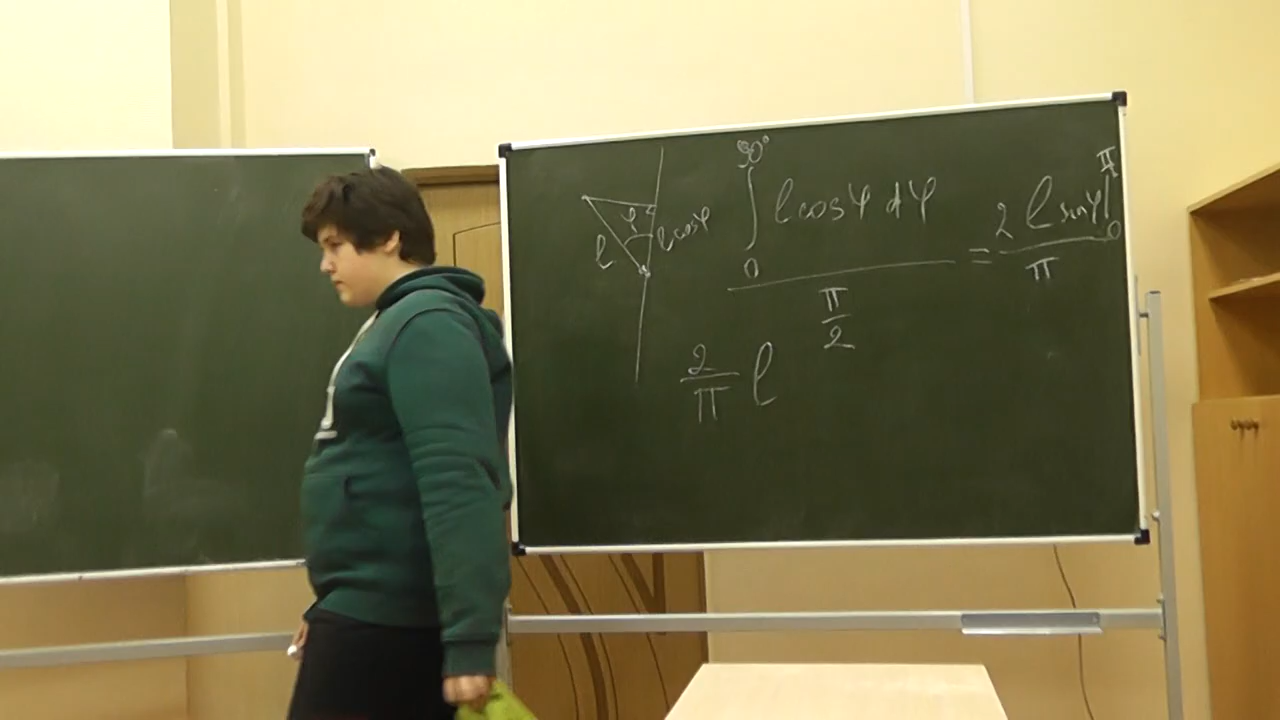 l φ l cos φ
∫₀^{90°} l cos φ dφ / (π/2) = 2 l sin φ |₀^π / π
2/π l